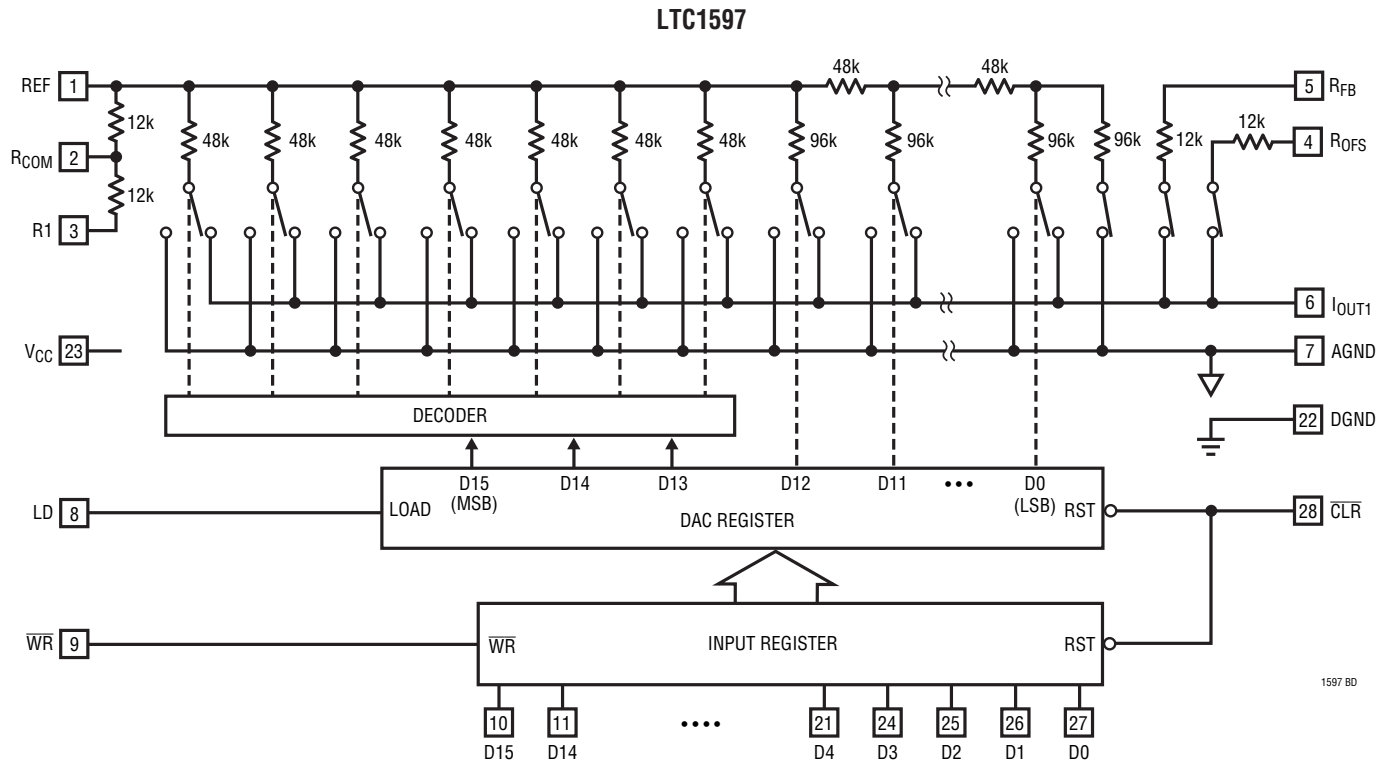 LTC1597
48k 48k
REF 1 5 RFB
12k 48k 48k 48k 48k 48k 48k 48k 96k 96k 96k 96k 12k 12k 4 ROFS
RCOM 2
12k
R1 3
6 IOUT1
VCC 23 7 AGND
DECODER
22 DGND
D15 D14 D13 D12 D11 ••• D0
(MSB) (LSB)
LD 8 LOAD DAC REGISTER RST 28 CLR
WR 9 WR INPUT REGISTER RST
1597 BD
10 11 •••• 21 24 25 26 27
D15 D14 D4 D3 D2 D1 D0